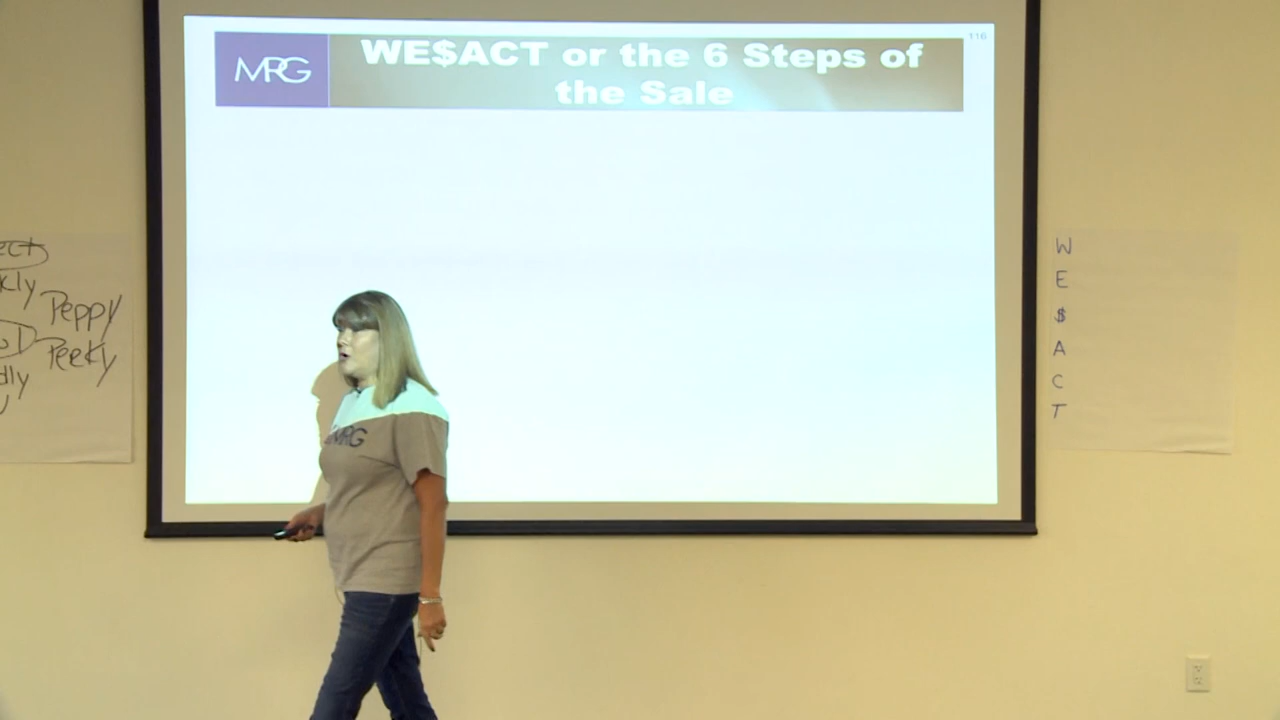 116
MRG
WE$ACT or the 6 Steps of
the Sale
Peppy
Peeky
W
E
$
A
C
T
MRG